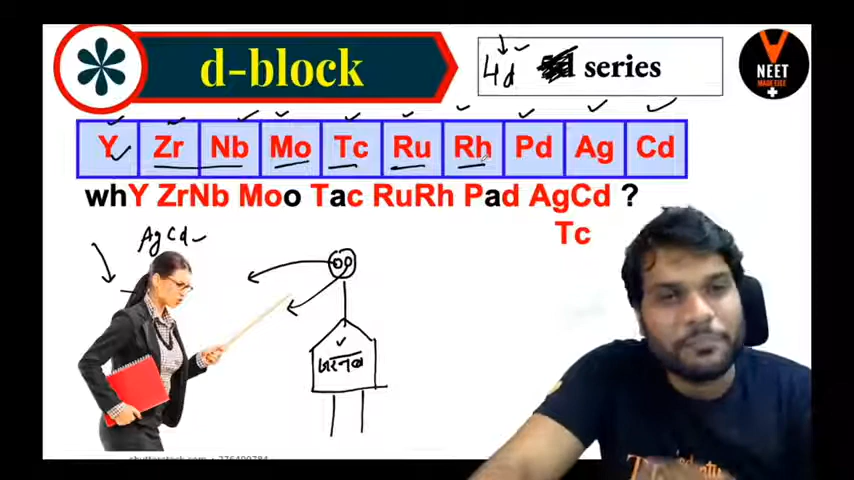 d-block
4d series
NEET
MADE EJEE
Y Zr Nb Mo Tc Ru Rh Pd Ag Cd
whY ZrNb Moo Tac RuRh Pad AgCd ?
Tc
AgCd